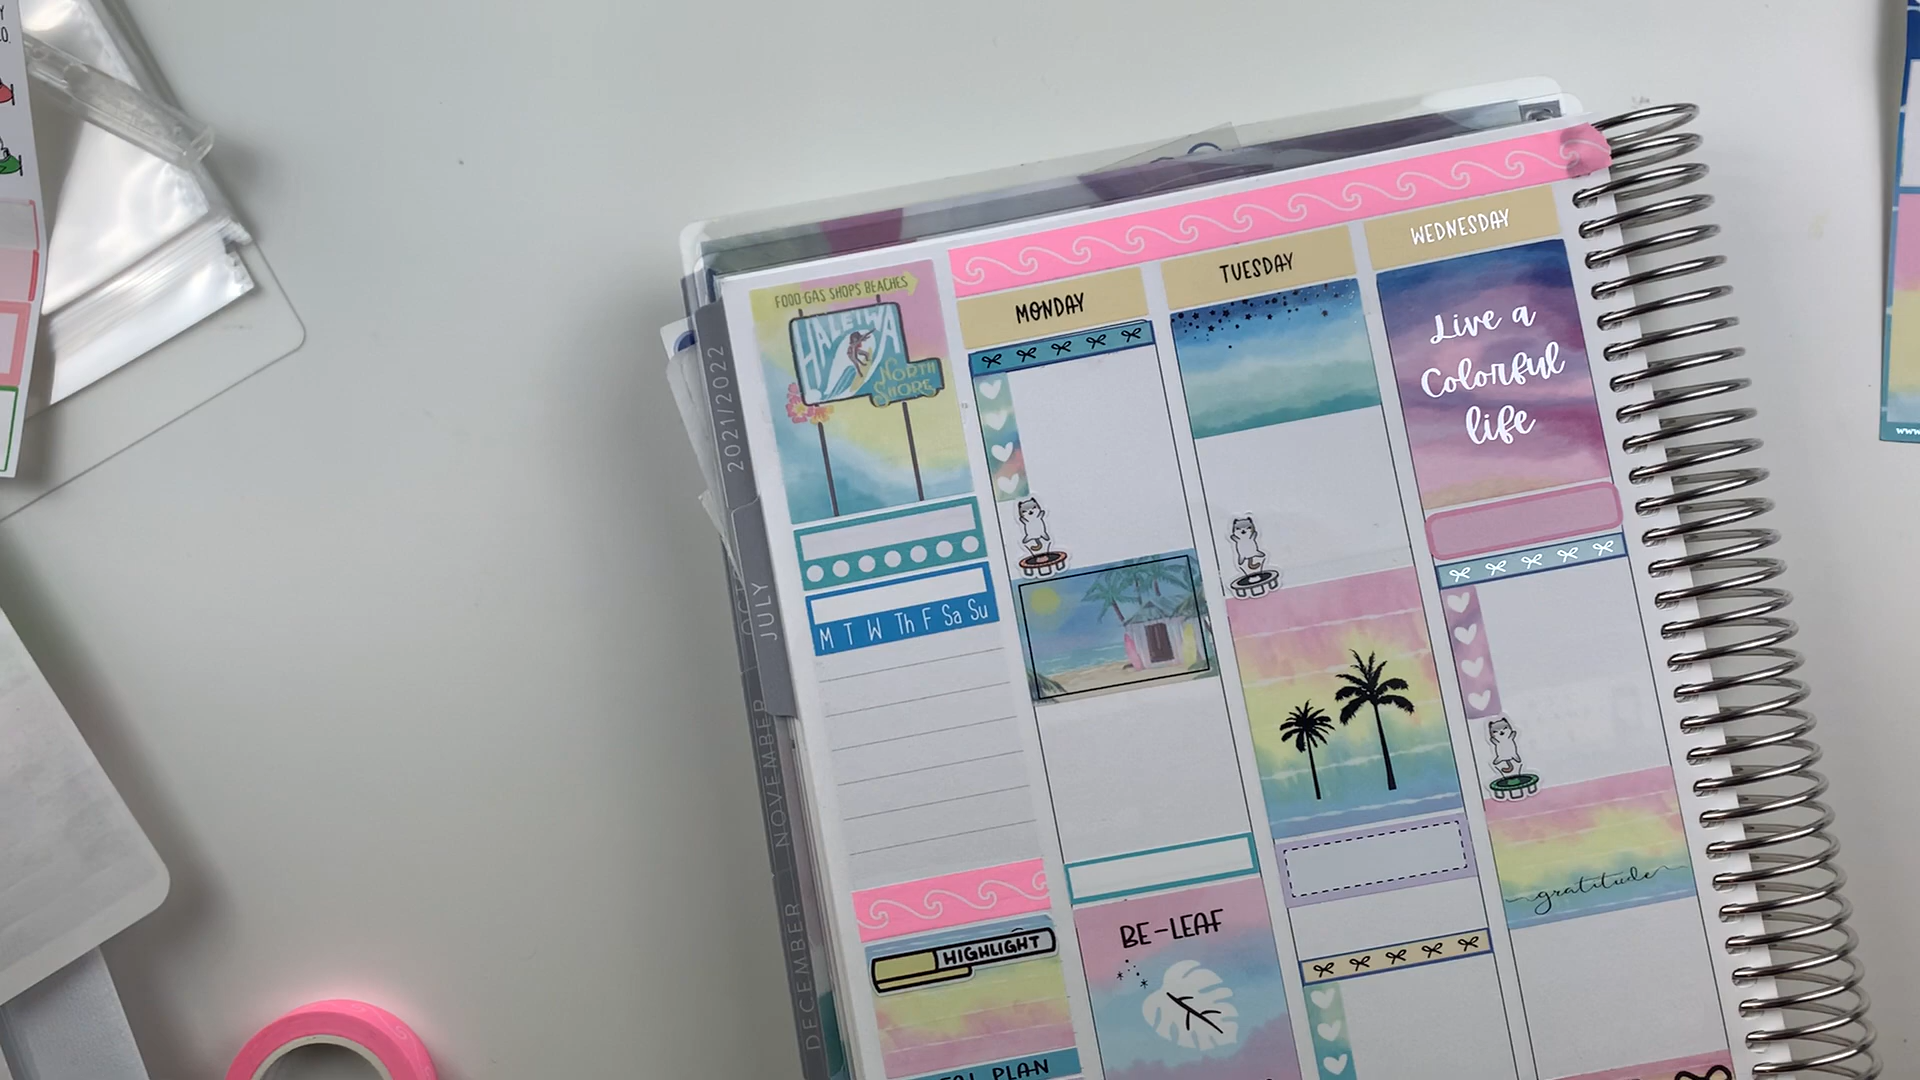 FOOD GAS SHOPS BEACHES
HALEIWA
NORTH
SHORE
M T W Th F Sa Su
HIGHLIGHT
PLAN
MONDAY
BE-LEAF
TUESDAY
WEDNESDAY
Live a
Colorful
life
gratitude
2021/2022
JULY
NOVEMBER
DECEMBER
www